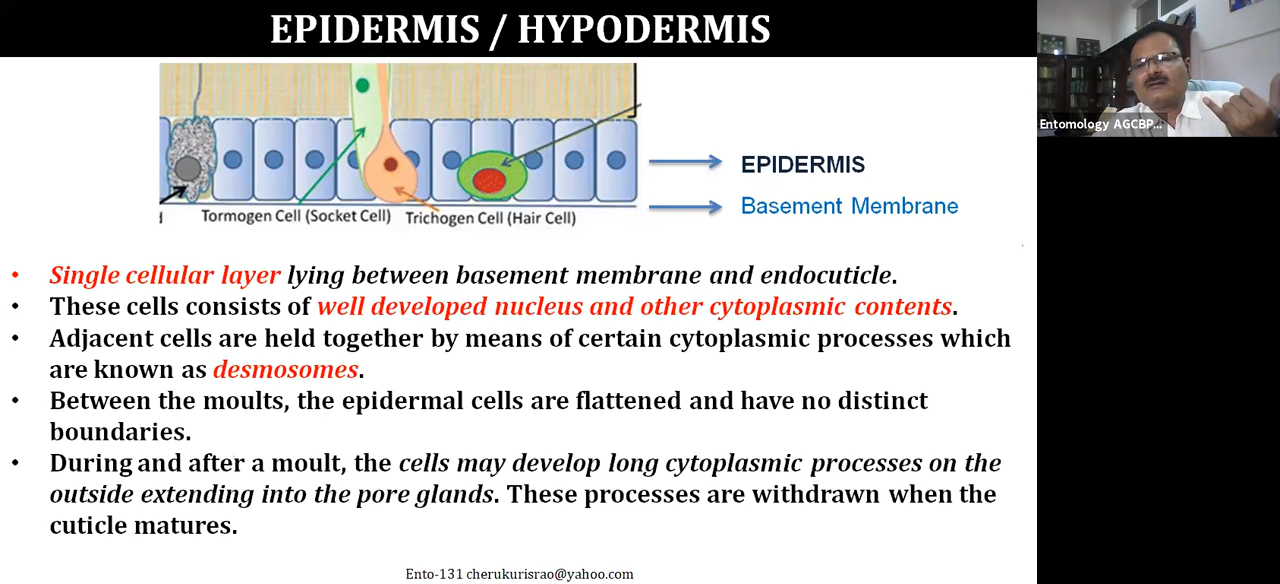 EPIDERMIS / HYPODERMIS
Entomology AGCBP...
EPIDERMIS
Basement Membrane
Tormogen Cell (Socket Cell)
Trichogen Cell (Hair Cell)
• Single cellular layer lying between basement membrane and endocuticle.
• These cells consists of well developed nucleus and other cytoplasmic contents.
• Adjacent cells are held together by means of certain cytoplasmic processes which
are known as desmosomes.
• Between the moults, the epidermal cells are flattened and have no distinct
boundaries.
• During and after a moult, the cells may develop long cytoplasmic processes on the
outside extending into the pore glands. These processes are withdrawn when the
cuticle matures.
Ento-131 cherukurisrao@yahoo.com